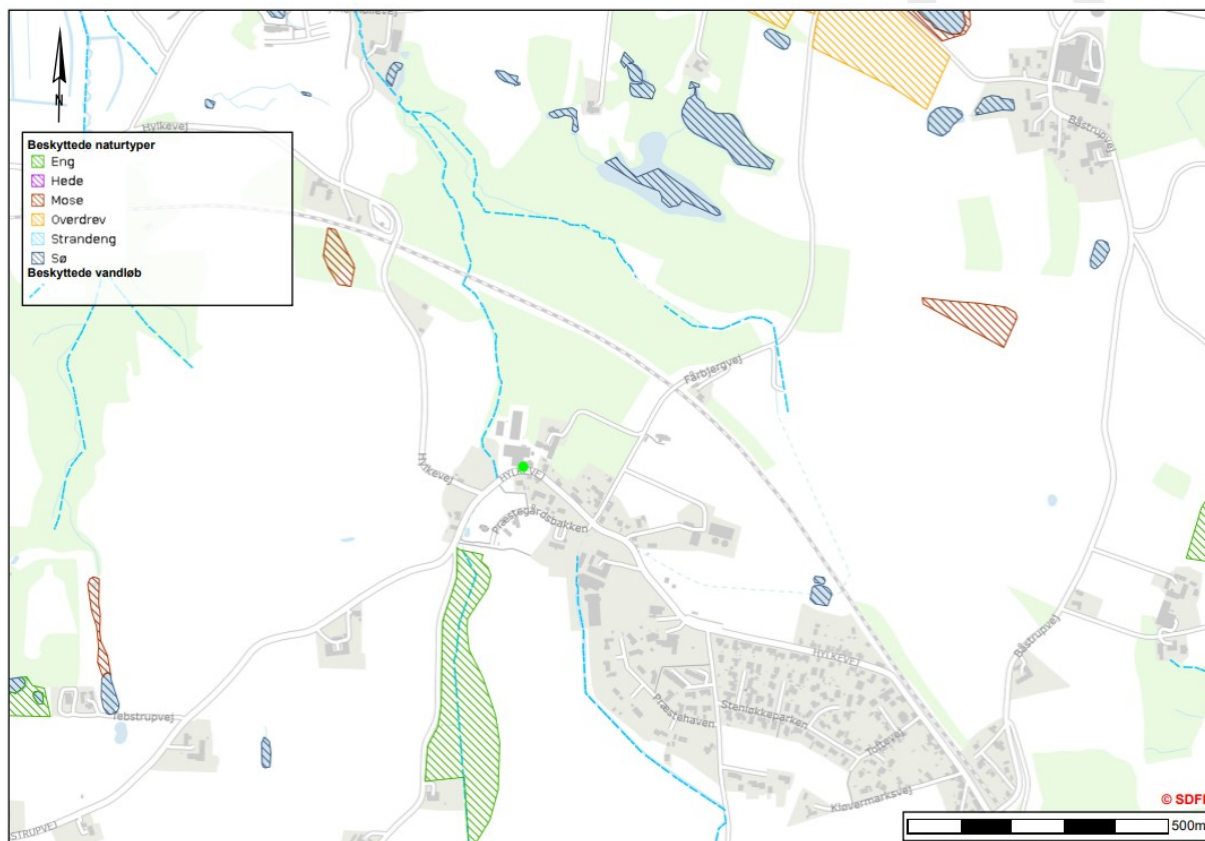 Hylkevej
Båstrupvej
N
Beskyttede naturtyper
Eng
Hede
Mose
Overdrev
Strandeng
Sø
Beskyttede vandløb
Fårbjergvej
Hylkevej
HYLKEVEJ
Præstegårdsbakken
HYLKEVEJ
Båstrupvej
Tebstrupvej
Præstehaven
Stenløkkeparken
Toftevej
Kløvermarksvej
STRUPVEJ
© SDFI
500m